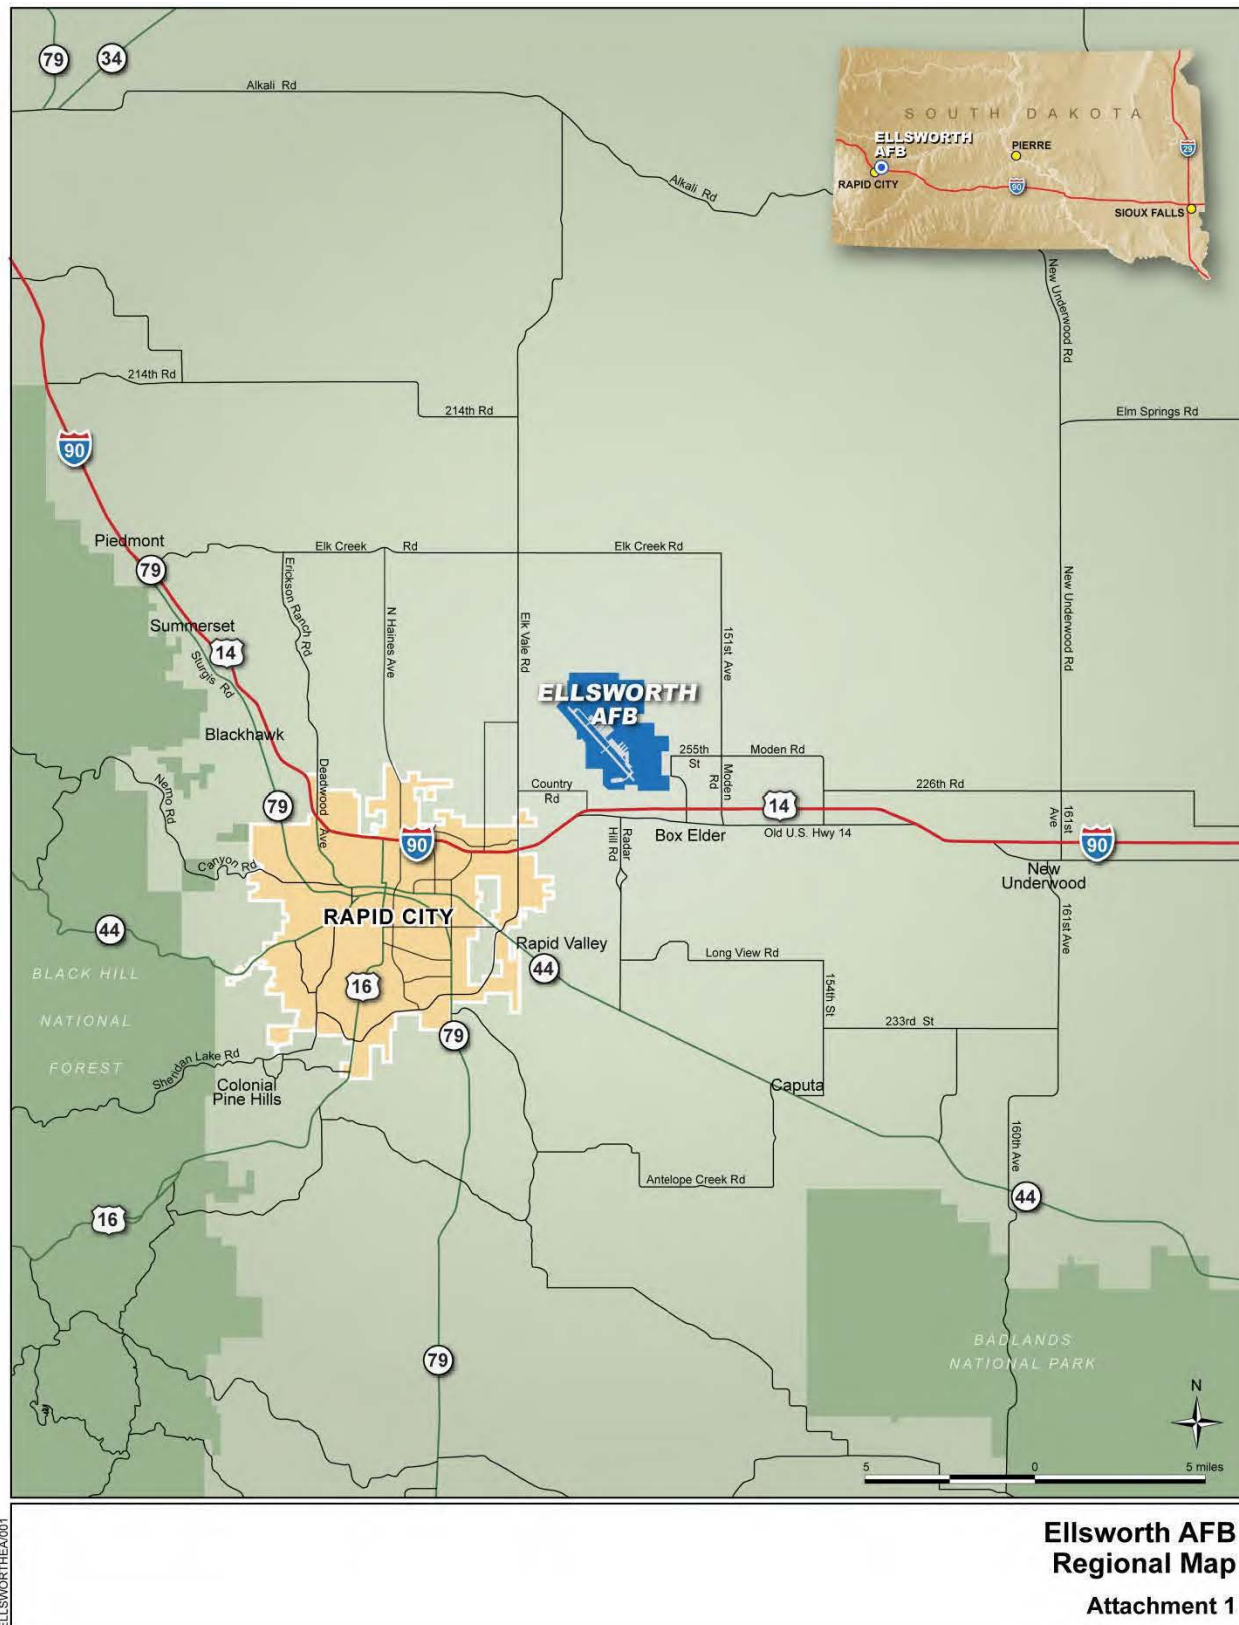 79
34
Alkali Rd
Alkali Rd
SOUTH DAKOTA
ELLSWORTH
AFB
PIERRE
RAPID CITY
29
90
SIOUX FALLS
New Underwood Rd
214th Rd
214th Rd
Elm Springs Rd
90
Piedmont
79
Elk Creek Rd
Elk Creek Rd
Erickson Ranch Rd
N Haines Ave
Elk Vale Rd
151st Ave
New Underwood Rd
Summerset
14
Sturgis Rd
ELLSWORTH
AFB
Blackhawk
255th
St
Moden Rd
Moden
Rd
Nemo Rd
Deadwood Ave
Country
Rd
226th Rd
79
14
161st
Ave
Radar
Hill Rd
Box Elder
Old U.S. Hwy 14
90
90
Canyon Rd
New
Underwood
RAPID CITY
161st Ave
44
Rapid Valley
44
Long View Rd
154th St
BLACK HILL
NATIONAL
FOREST
16
233rd St
79
Sheridan Lake Rd
Colonial
Pine Hills
Caputa
160th Ave
Antelope Creek Rd
44
16
BADLANDS
NATIONAL PARK
79
N
5 0 5 miles
Ellsworth AFB
Regional Map
Attachment 1
ELLSWORTHEA/001